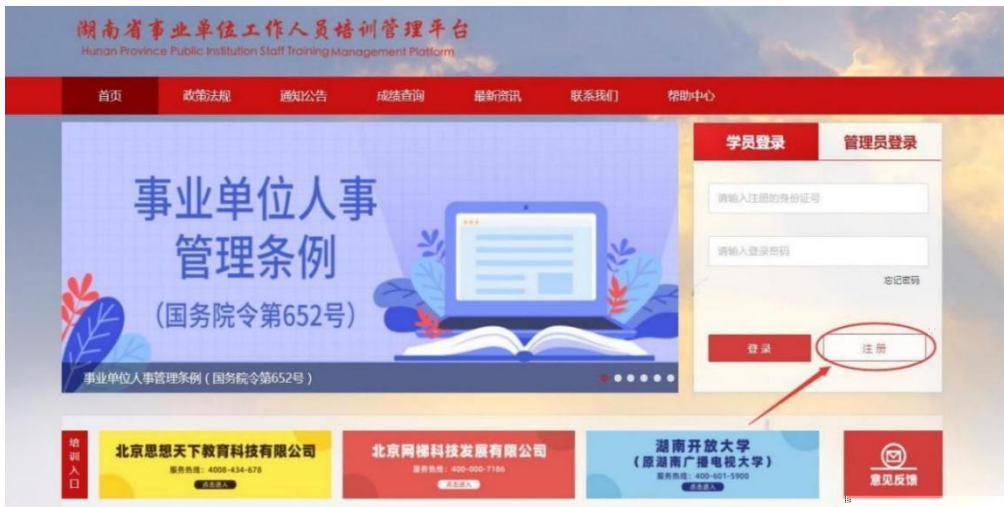 湖南省事业单位工作人员培训管理平台
Hunan Province Public Institution Staff Training Management Platform
首页 政策法规 通知公告 成绩查询 最新资讯 联系我们 帮助中心
事业单位人事
管理条例
(国务院令第652号)
事业单位人事管理条例(国务院令第652号)
学员登录 管理员登录
请输入注册的身份证号
请输入登录密码
忘记密码
登录 注册
培训入口
北京思想天下教育科技有限公司
服务热线：4008-434-678
点击进入
北京网梯科技发展有限公司
服务热线：400-000-7186
点击进入
湖南开放大学
(原湖南广播电视大学)
服务热线：400-601-5900
点击进入
意见反馈